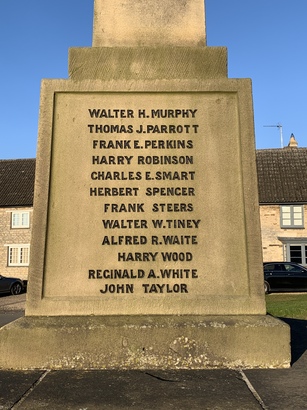 WALTER H. MURPHY
THOMAS J. PARROTT
FRANK E. PERKINS
HARRY ROBINSON
CHARLES E. SMART
HERBERT SPENCER
FRANK STEERS
WALTER W. TINEY
ALFRED R. WAITE
HARRY WOOD
REGINALD A. WHITE
JOHN TAYLOR